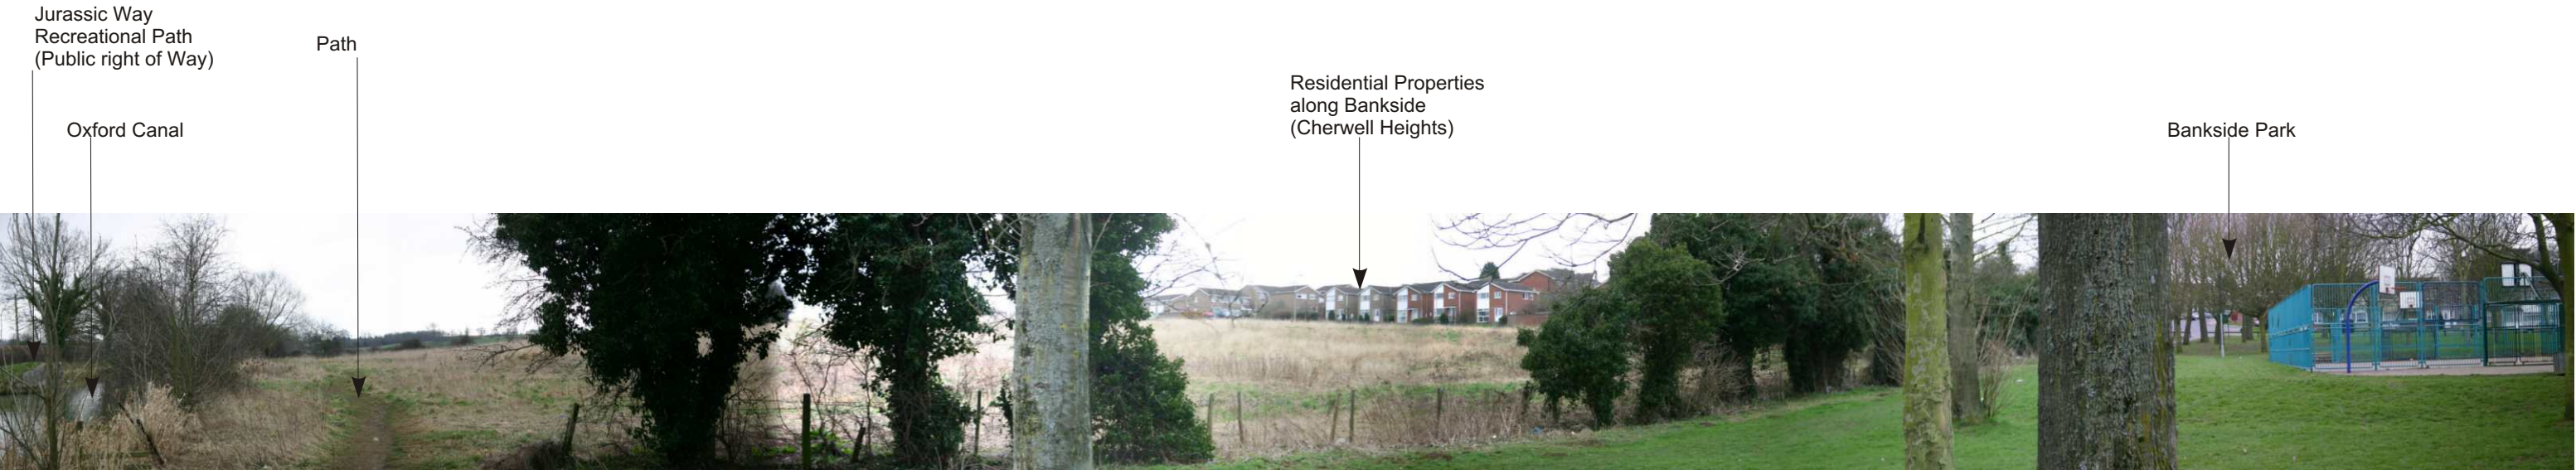 Jurassic Way
Recreational Path
(Public right of Way)
Path
Oxford Canal
Residential Properties
along Bankside
(Cherwell Heights)
Bankside Park